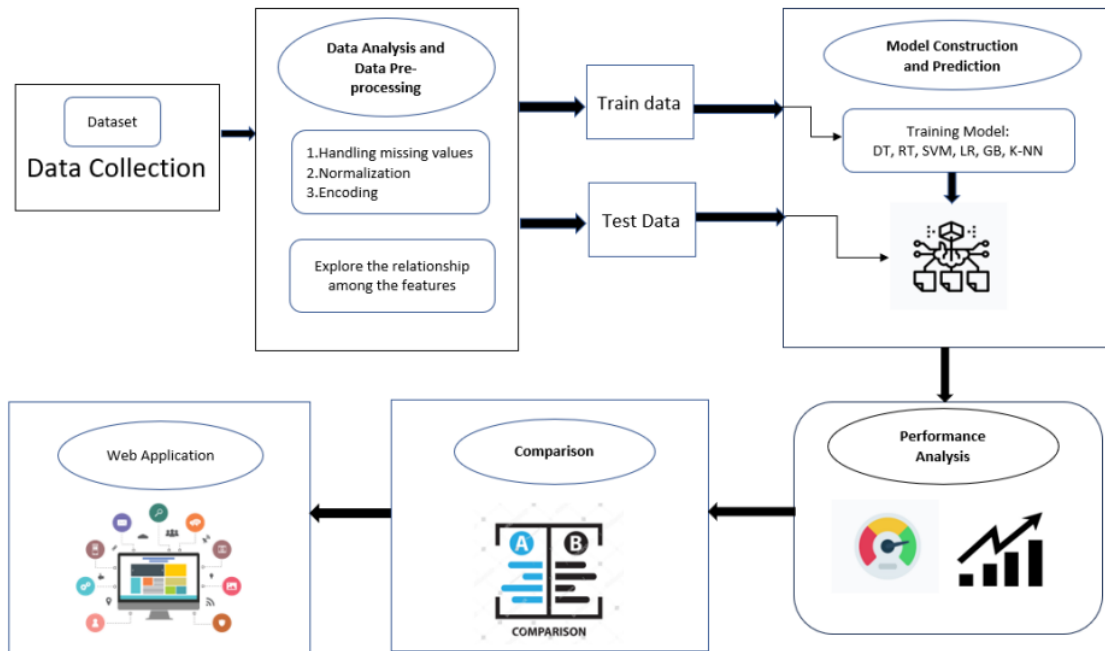 Dataset
Data Collection
Data Analysis and
Data Pre-
processing
1.Handling missing values
2.Normalization
3.Encoding
Explore the relationship
among the features
Train data
Test Data
Model Construction
and Prediction
Training Model:
DT, RT, SVM, LR, GB, K-NN
Performance
Analysis
Comparison
A
B
COMPARISON
Web Application